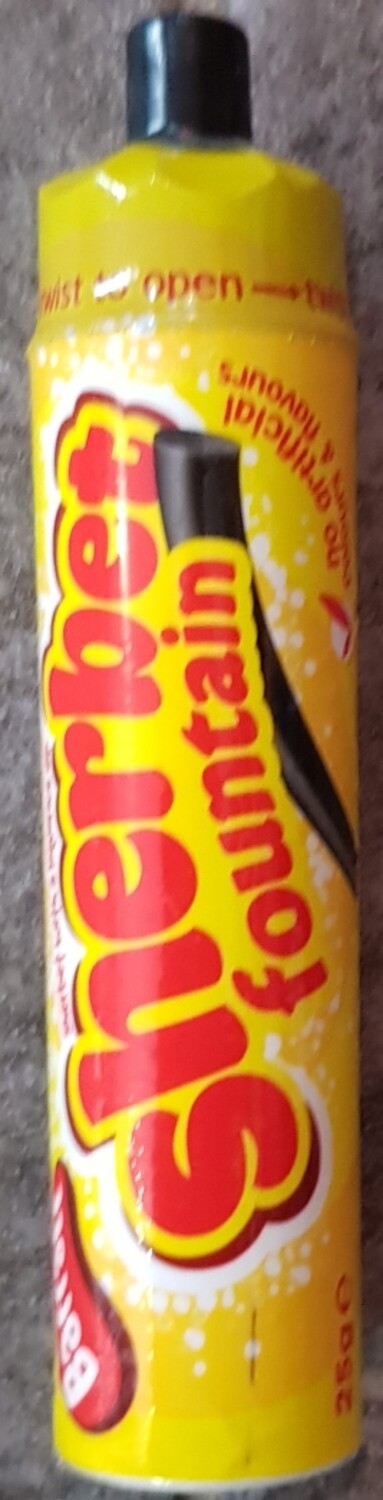 twist to open
Sherbet
fountain
no artificial
colours & flavours
Barratt
25g e